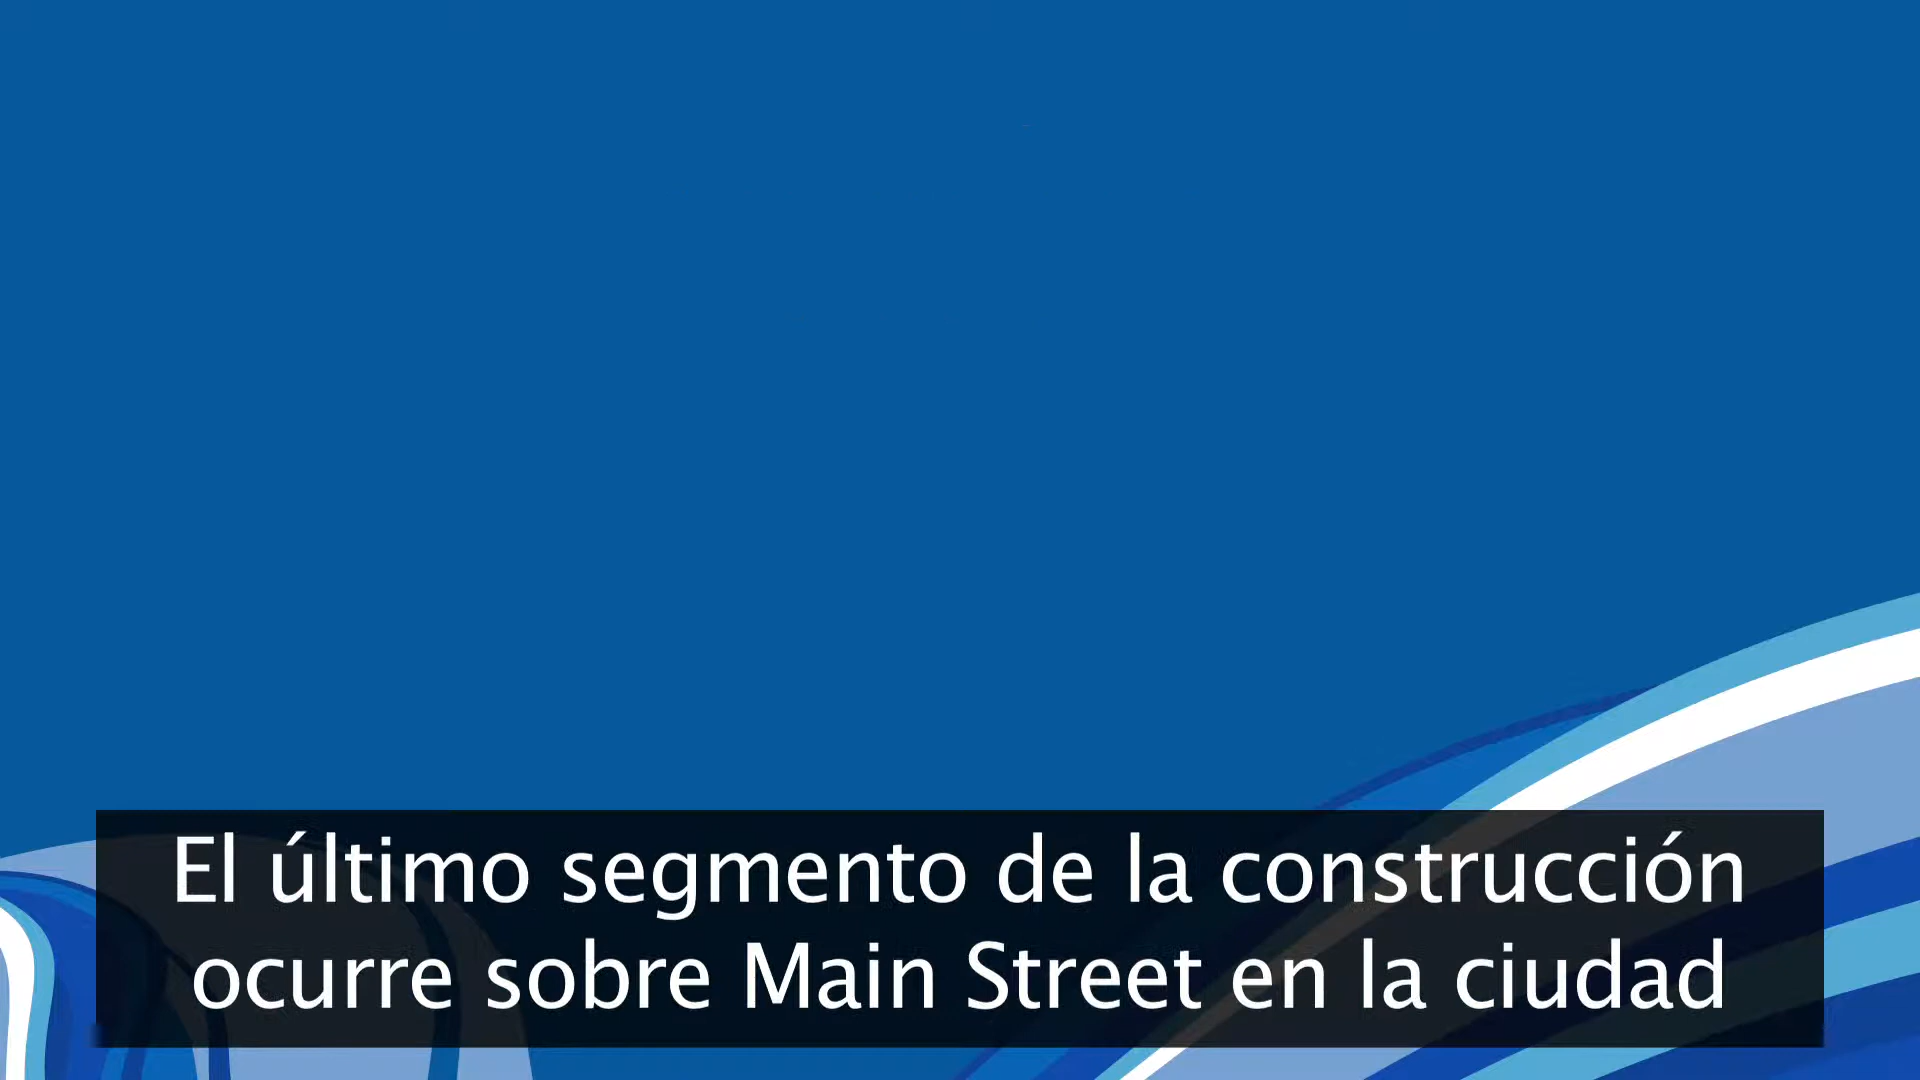 El último segmento de la construcción
ocurre sobre Main Street en la ciudad